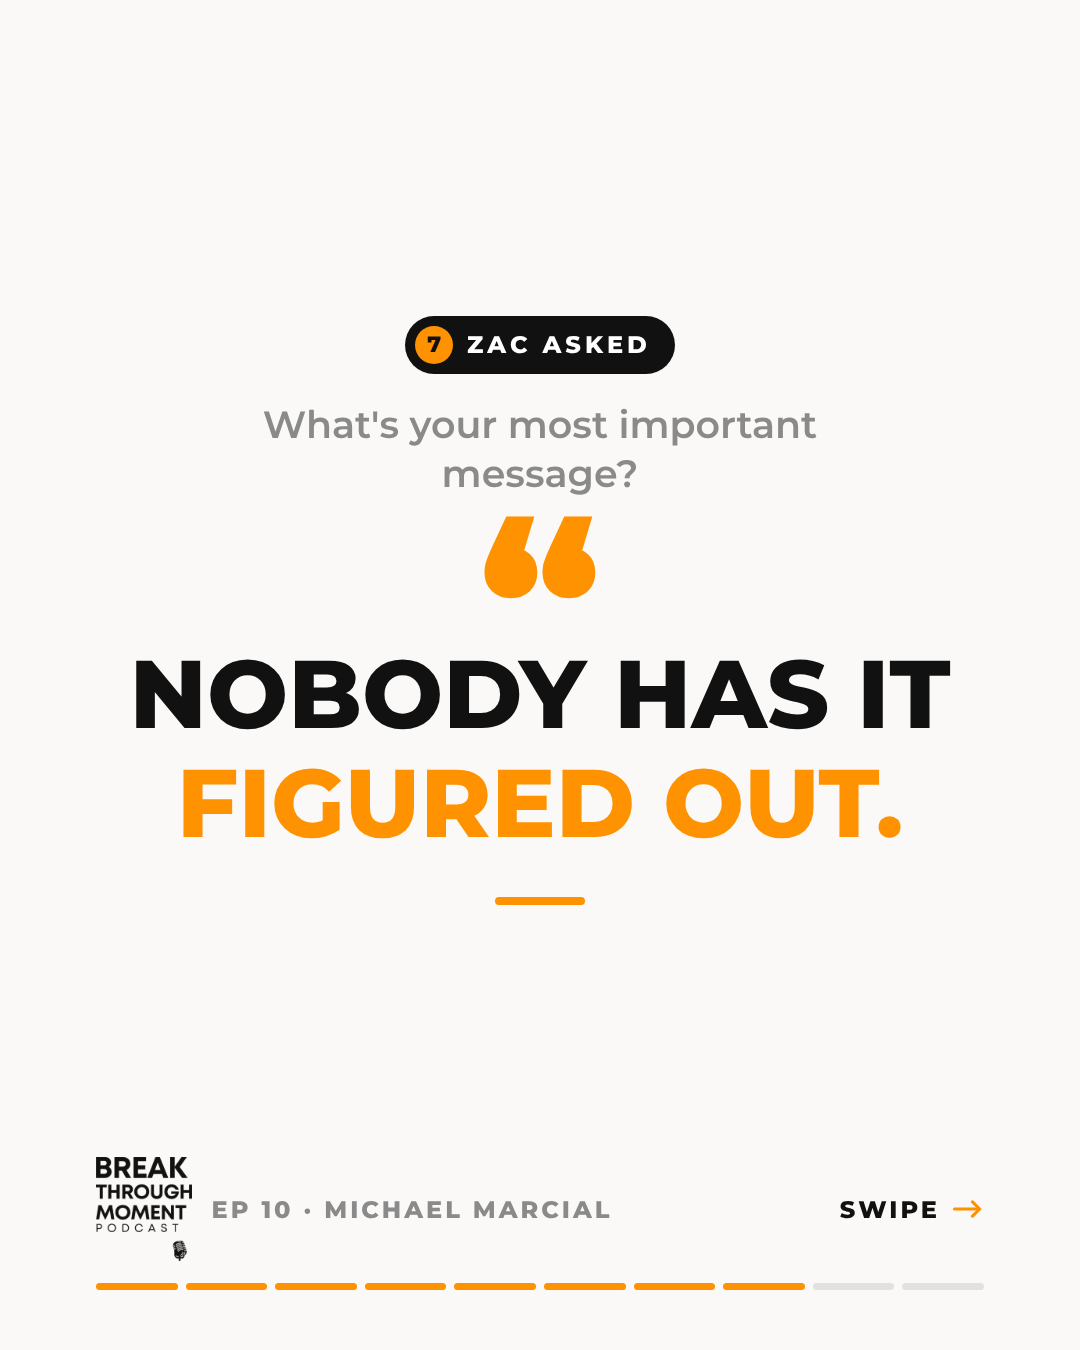 7 ZAC ASKED
What's your most important
message?
“
NOBODY HAS IT
FIGURED OUT.
BREAK
THROUGH
MOMENT
PODCAST
EP 10 · MICHAEL MARCIAL
SWIPE →